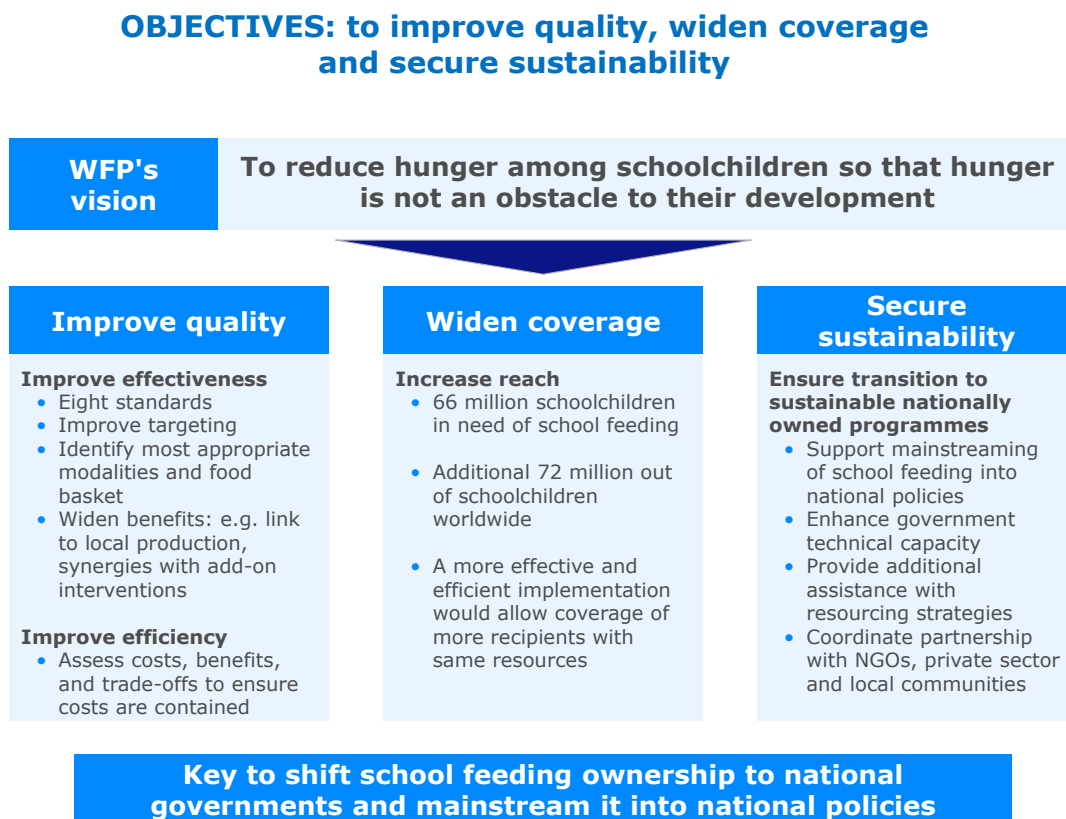 OBJECTIVES: to improve quality, widen coverage
and secure sustainability
WFP's
vision
To reduce hunger among schoolchildren so that hunger
is not an obstacle to their development
Improve quality
Improve effectiveness
• Eight standards
• Improve targeting
• Identify most appropriate
modalities and food
basket
• Widen benefits: e.g. link
to local production,
synergies with add-on
interventions
Improve efficiency
• Assess costs, benefits,
and trade-offs to ensure
costs are contained
Widen coverage
Increase reach
• 66 million schoolchildren
in need of school feeding
• Additional 72 million out
of schoolchildren
worldwide
• A more effective and
efficient implementation
would allow coverage of
more recipients with
same resources
Secure
sustainability
Ensure transition to
sustainable nationally
owned programmes
• Support mainstreaming
of school feeding into
national policies
• Enhance government
technical capacity
• Provide additional
assistance with
resourcing strategies
• Coordinate partnership
with NGOs, private sector
and local communities
Key to shift school feeding ownership to national
governments and mainstream it into national policies